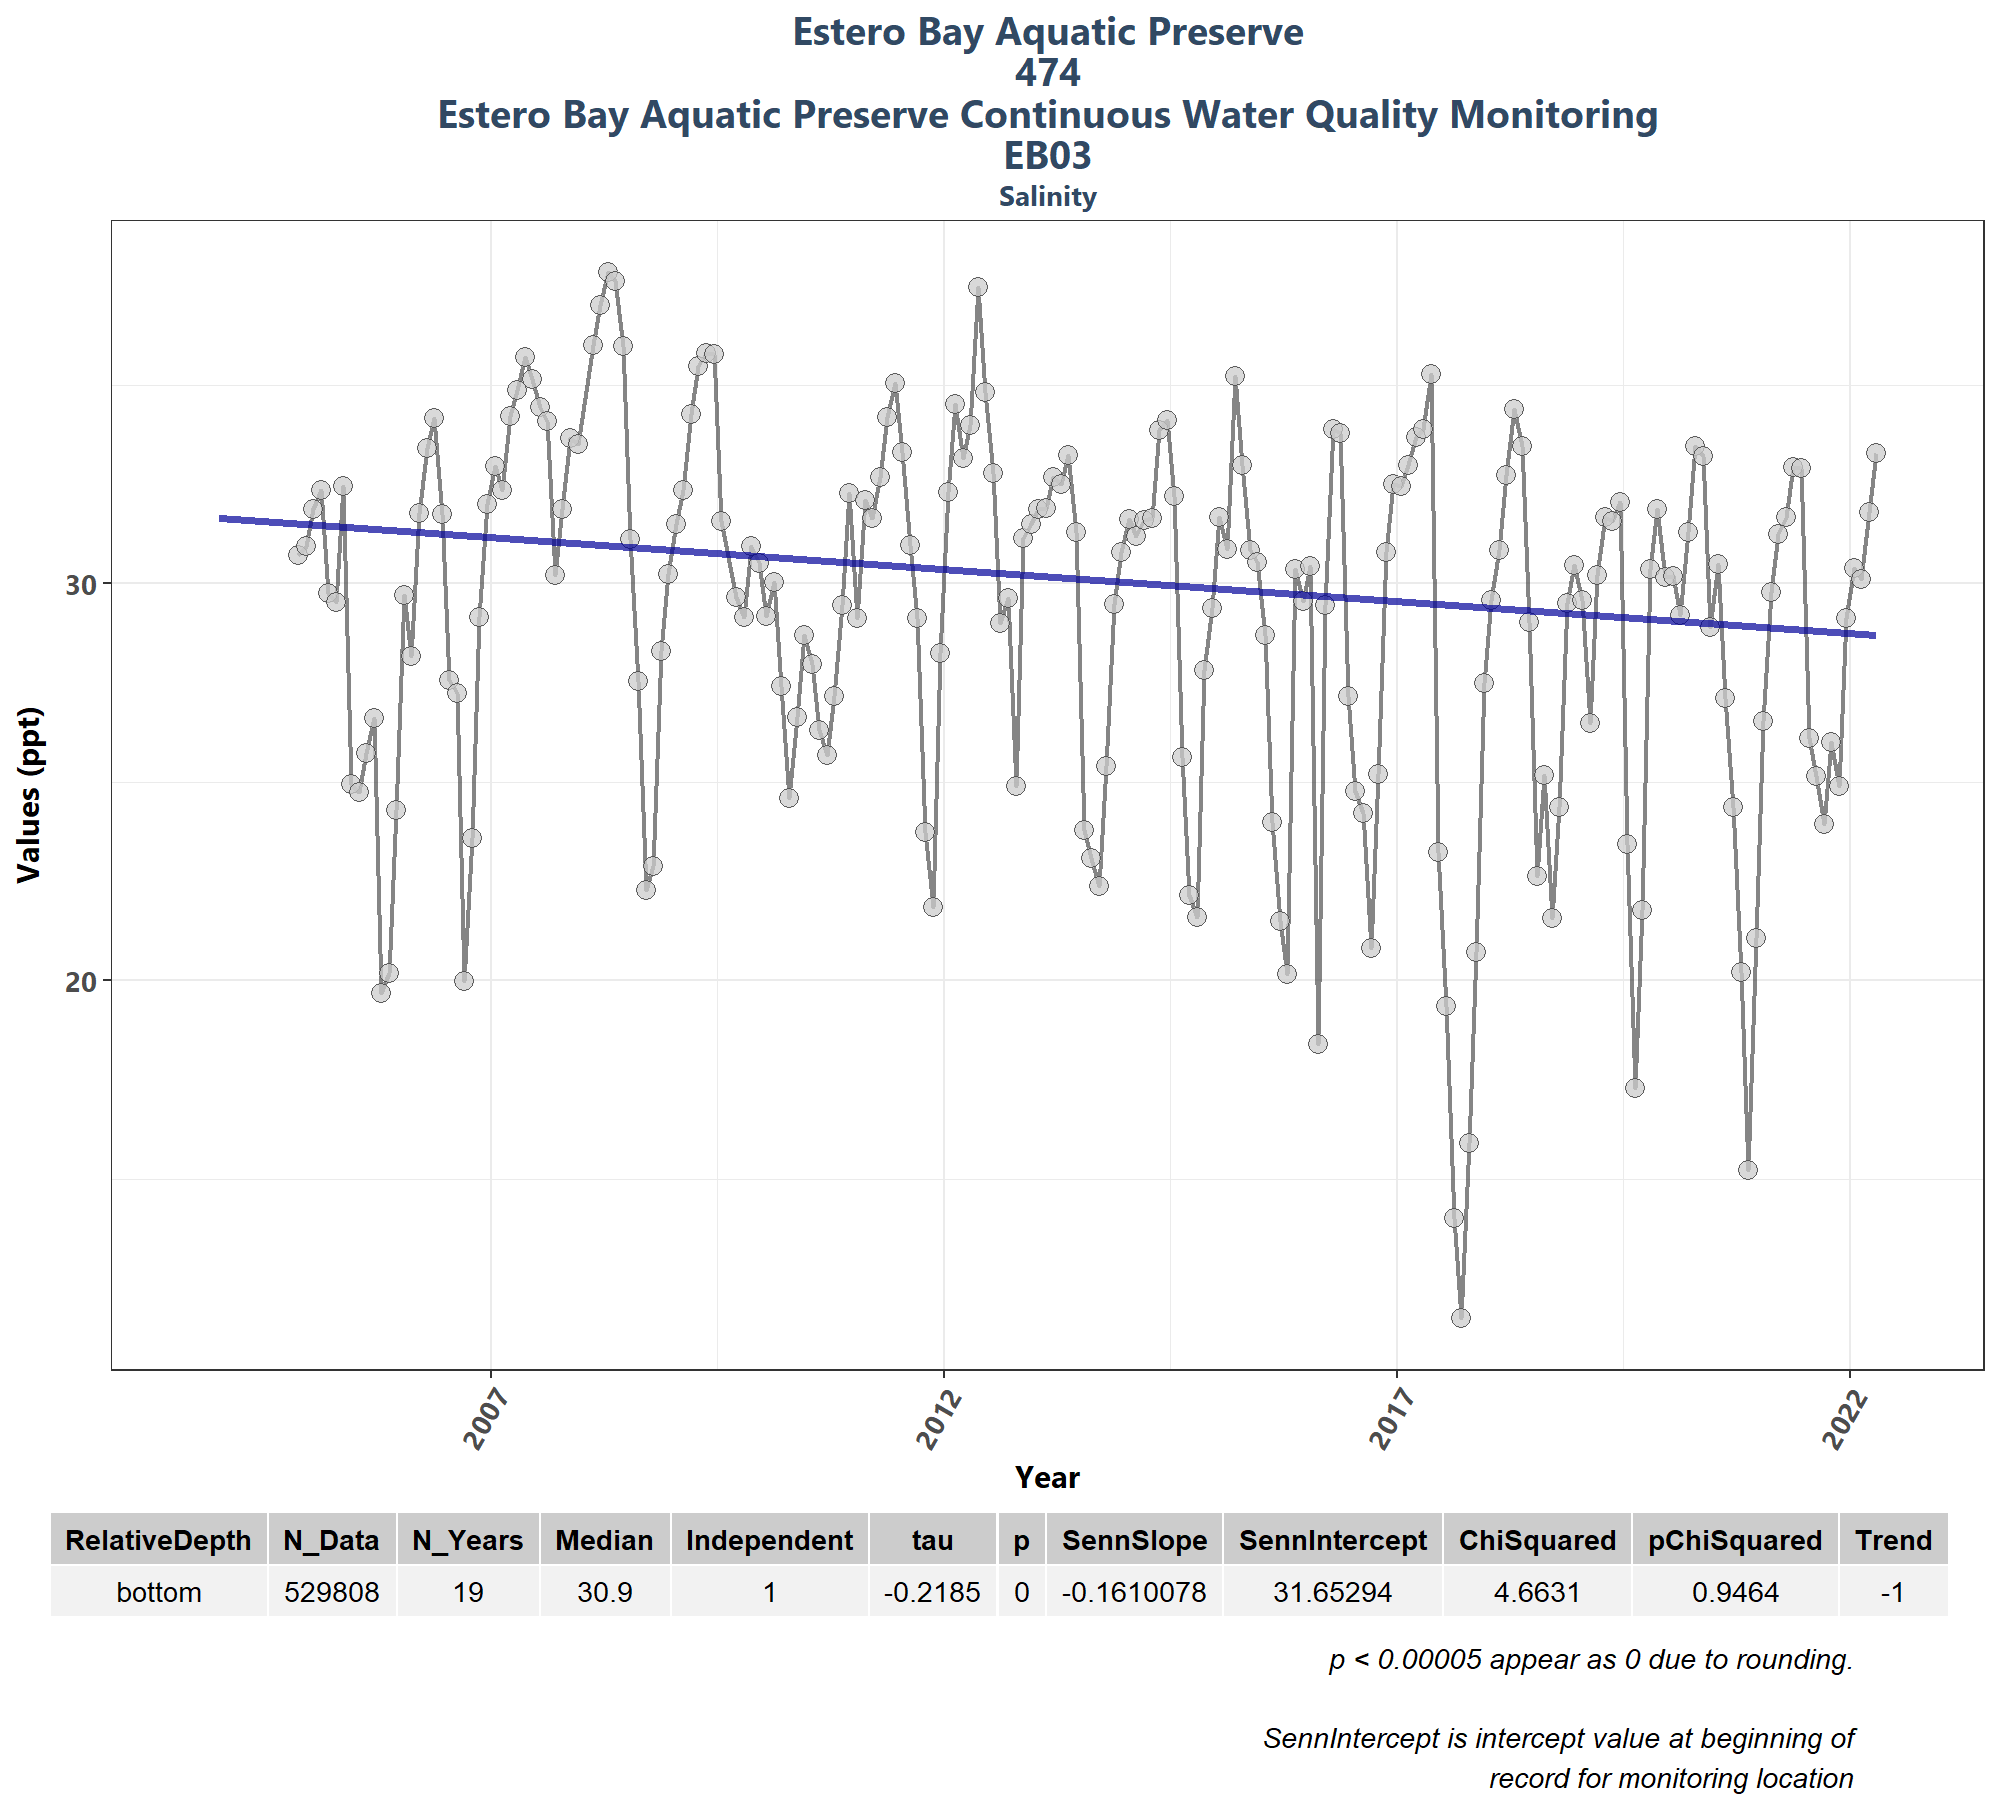 Estero Bay Aquatic Preserve
474
Estero Bay Aquatic Preserve Continuous Water Quality Monitoring
EB03
Salinity
Values (ppt)
30
20
2007 2012 2017 2022
Year
RelativeDepth N_Data N_Years Median Independent tau p SennSlope SennIntercept ChiSquared pChiSquared Trend
bottom 529808 19 30.9 1 -0.2185 0 -0.1610078 31.65294 4.6631 0.9464 -1
p < 0.00005 appear as 0 due to rounding.
SennIntercept is intercept value at beginning of
record for monitoring location